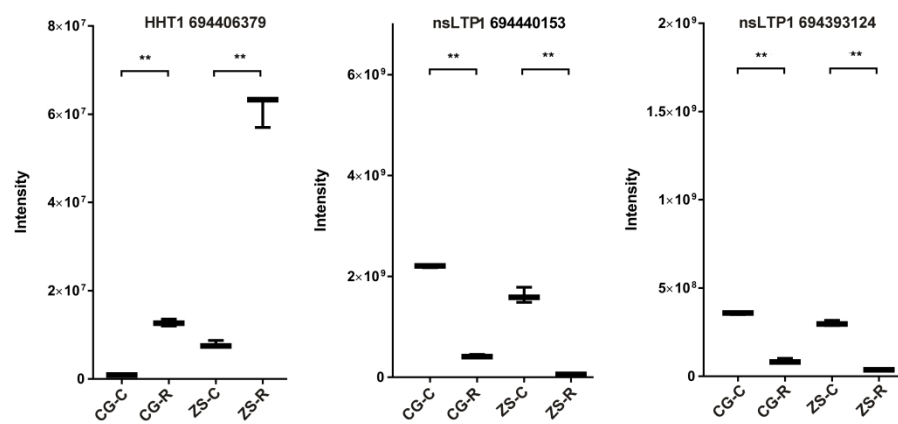 HHT1 694406379
Intensity
8×10⁷
6×10⁷
4×10⁷
2×10⁷
0
**
**
CG-C
CG-R
ZS-C
ZS-R
nsLTP1 694440153
Intensity
6×10⁹
4×10⁹
2×10⁹
0
**
**
CG-C
CG-R
ZS-C
ZS-R
nsLTP1 694393124
Intensity
2×10⁹
1.5×10⁹
1×10⁹
5×10⁸
0
**
**
CG-C
CG-R
ZS-C
ZS-R